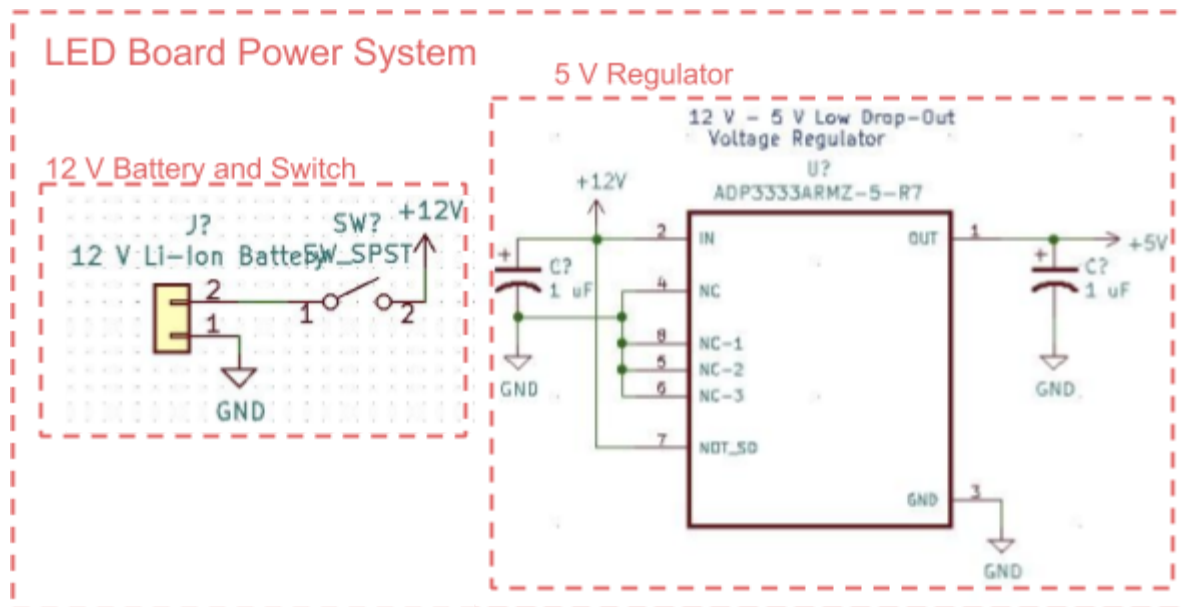 LED Board Power System
5 V Regulator
12 V - 5 V Low Drop-Out
Voltage Regulator
U?
ADP3333ARMZ-5-R7
12 V Battery and Switch
J?
12 V Li-Ion Battery
SW?
SW_SPST
+12V
2
1
1
2
GND
+12V
2
IN
OUT
1
+5V
+
C?
1 uF
+
C?
1 uF
4
NC
8
NC-1
5
NC-2
6
NC-3
7
NOT_SD
GND
GND
GND
3
GND